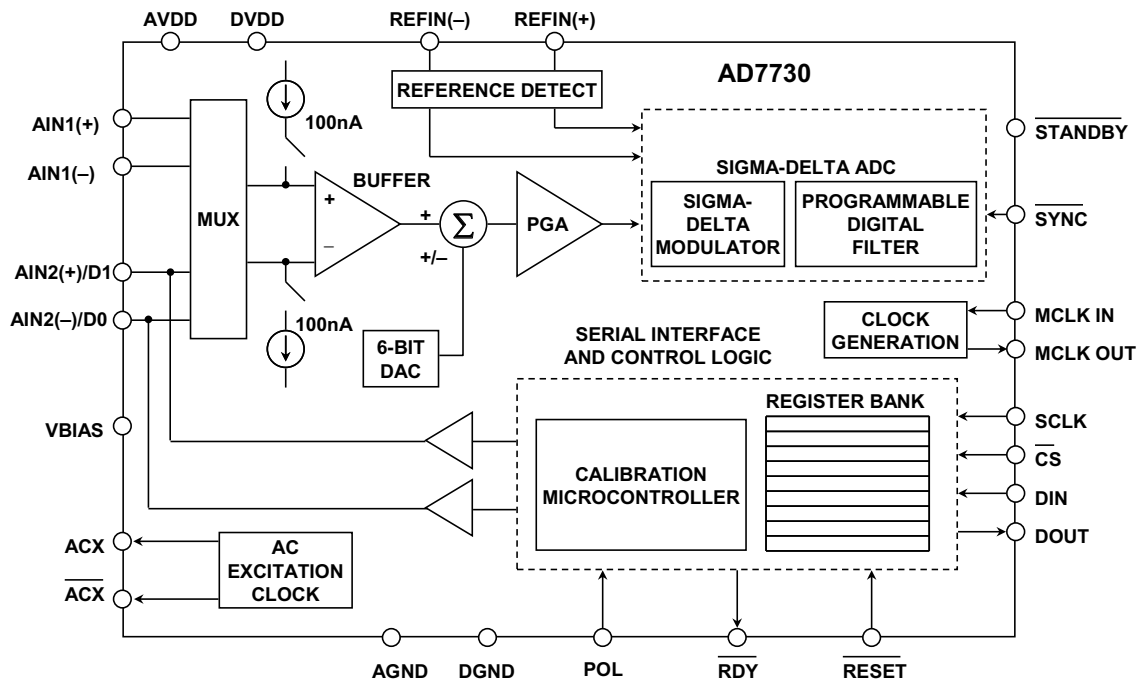 AVDD
DVDD
REFIN(–)
REFIN(+)
AD7730
REFERENCE DETECT
AIN1(+)
100nA
STANDBY
AIN1(–)
BUFFER
SIGMA-DELTA ADC
MUX
+
–
+
+/–
Σ
PGA
SIGMA-
DELTA
MODULATOR
PROGRAMMABLE
DIGITAL
FILTER
SYNC
AIN2(+)/D1
AIN2(–)/D0
100nA
6-BIT
DAC
SERIAL INTERFACE
AND CONTROL LOGIC
CLOCK
GENERATION
MCLK IN
MCLK OUT
VBIAS
REGISTER BANK
SCLK
CS
CALIBRATION
MICROCONTROLLER
DIN
DOUT
ACX
AC
EXCITATION
CLOCK
ACX
AGND
DGND
POL
RDY
RESET